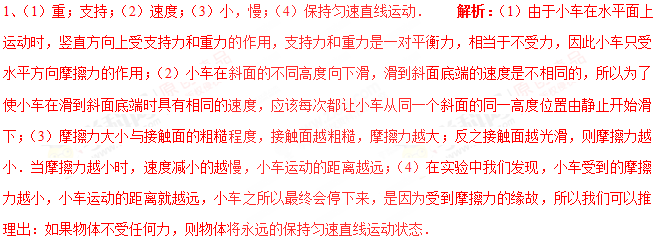 1、(1)重；支持；(2)速度；(3)小，慢；(4)保持匀速直线运动． 解析：(1)由于小车在水平面上
运动时，竖直方向上受支持力和重力的作用，支持力和重力是一对平衡力，相当于不受力，因此小车只受
水平方向摩擦力的作用；(2)小车在斜面的不同高度向下滑，滑到斜面底端的速度是不相同的，所以为了
使小车在滑到斜面底端时具有相同的速度，应该每次都让小车从同一个斜面的同一高度位置由静止开始滑
下；(3)摩擦力大小与接触面的粗糙程度，接触面越粗糙，摩擦力越大；反之接触面越光滑，则摩擦力越
小．当摩擦力越小时，速度减小的越慢，小车运动的距离越远；(4)在实验中我们发现，小车受到的摩擦
力越小，小车运动的距离就越远，小车之所以最终会停下来，是因为受到摩擦力的缘故，所以我们可以推
理出：如果物体不受任何力，则物体将永远的保持匀速直线运动状态．